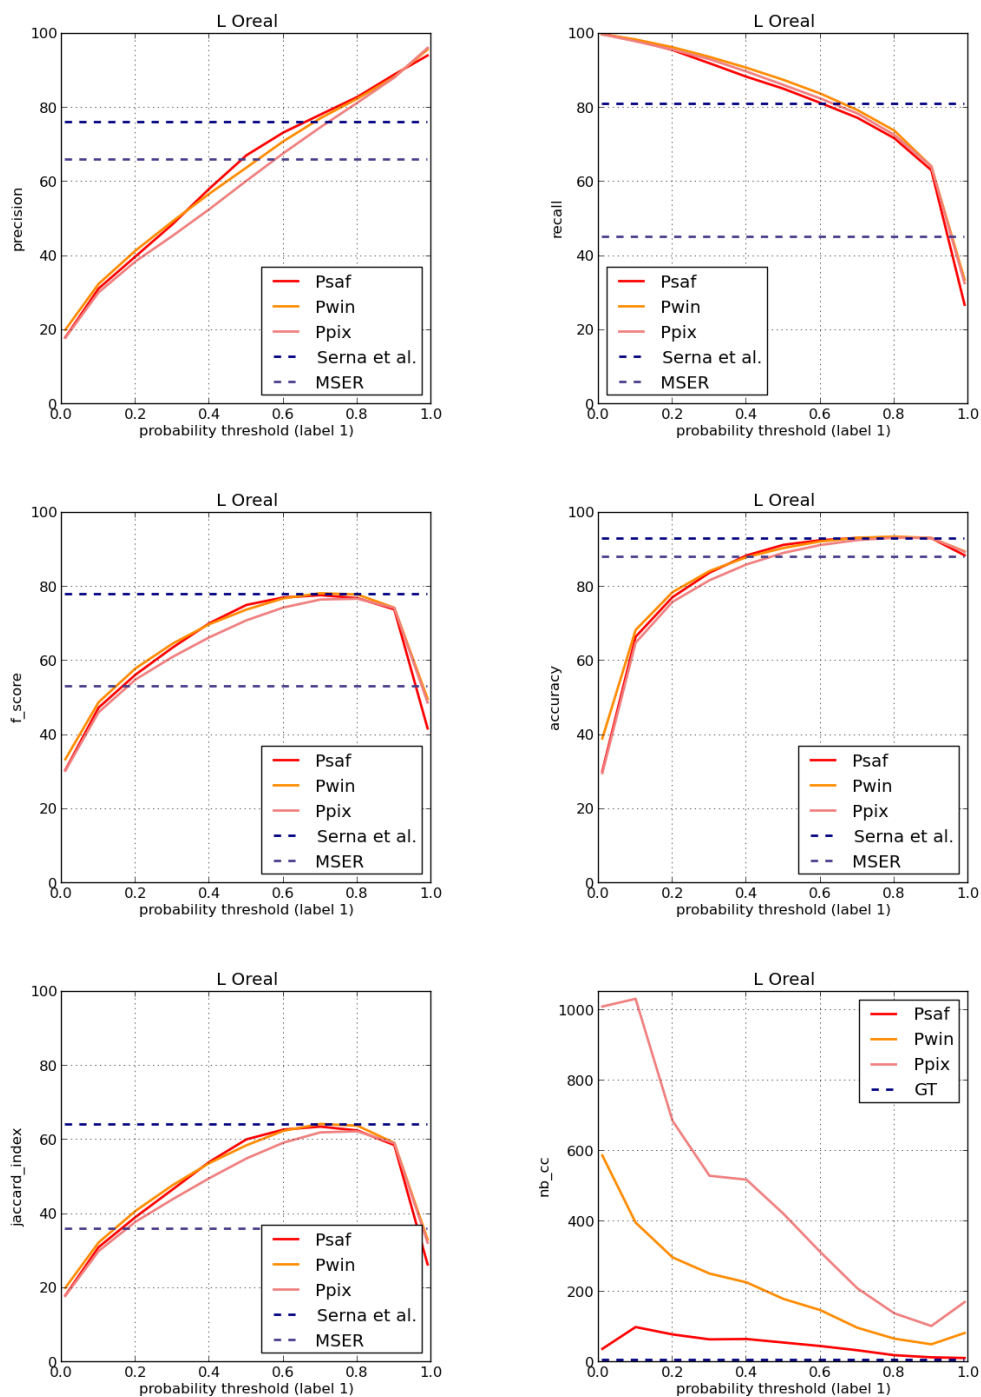 L Oreal
100
80
60
40
20
0
precision
Psaf
Pwin
Ppix
Serna et al.
MSER
0.0 0.2 0.4 0.6 0.8 1.0
probability threshold (label 1)
L Oreal
100
80
60
40
20
0
recall
Psaf
Pwin
Ppix
Serna et al.
MSER
0.0 0.2 0.4 0.6 0.8 1.0
probability threshold (label 1)
L Oreal
100
80
60
40
20
0
f_score
Psaf
Pwin
Ppix
Serna et al.
MSER
0.0 0.2 0.4 0.6 0.8 1.0
probability threshold (label 1)
L Oreal
100
80
60
40
20
0
accuracy
Psaf
Pwin
Ppix
Serna et al.
MSER
0.0 0.2 0.4 0.6 0.8 1.0
probability threshold (label 1)
L Oreal
100
80
60
40
20
0
jaccard_index
Psaf
Pwin
Ppix
Serna et al.
MSER
0.0 0.2 0.4 0.6 0.8 1.0
probability threshold (label 1)
L Oreal
1000
800
600
400
200
0
nb_cc
Psaf
Pwin
Ppix
GT
0.0 0.2 0.4 0.6 0.8 1.0
probability threshold (label 1)